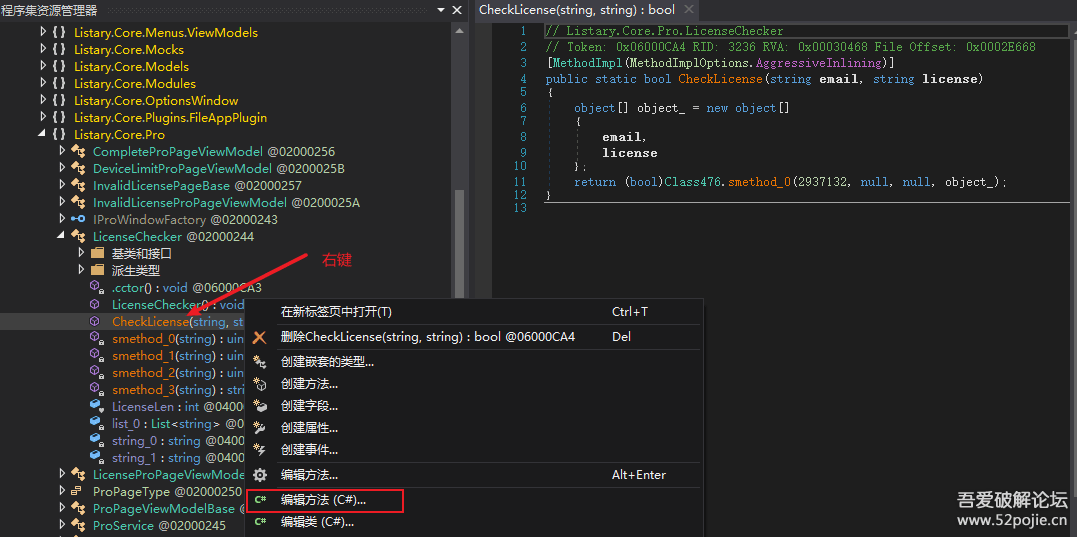 程序集资源管理器
Listary.Core.Menus.ViewModels
Listary.Core.Mocks
Listary.Core.Models
Listary.Core.Modules
Listary.Core.OptionsWindow
Listary.Core.Plugins.FileAppPlugin
Listary.Core.Pro
CompleteProPageViewModel @02000256
DeviceLimitProPageViewModel @0200025B
InvalidLicensePageBase @02000257
InvalidLicenseProPageViewModel @0200025A
IProWindowFactory @02000243
LicenseChecker @02000244
基类和接口
派生类型
.cctor() : void @06000CA3
LicenseChecker() : void
CheckLicense(string, st
smethod_0(string) : uin
smethod_1(string) : uin
smethod_2(string) : uin
smethod_3(string) : stri
LicenseLen : int @0400
list_0 : List<string> @0
string_0 : string @0400
string_1 : string @0400
LicenseProPageViewMode
ProPageType @02000250
ProPageViewModelBase @
ProService @02000245
右键
在新标签页中打开(T) Ctrl+T
删除CheckLicense(string, string) : bool @06000CA4 Del
创建嵌套的类型...
创建方法...
创建字段...
创建属性...
创建事件...
编辑方法... Alt+Enter
C# 编辑方法 (C#)...
C# 编辑类 (C#)...
CheckLicense(string, string) : bool
1 // Listary.Core.Pro.LicenseChecker
2 // Token: 0x06000CA4 RID: 3236 RVA: 0x00030468 File Offset: 0x0002E668
3 [MethodImpl(MethodImplOptions.AggressiveInlining)]
4 public static bool CheckLicense(string email, string license)
5 {
6 object[] object_ = new object[]
7 {
8 email,
9 license
10 };
11 return (bool)Class476.smethod_0(2937132, null, null, object_);
12 }
13
吾爱破解论坛
www.52pojie.cn